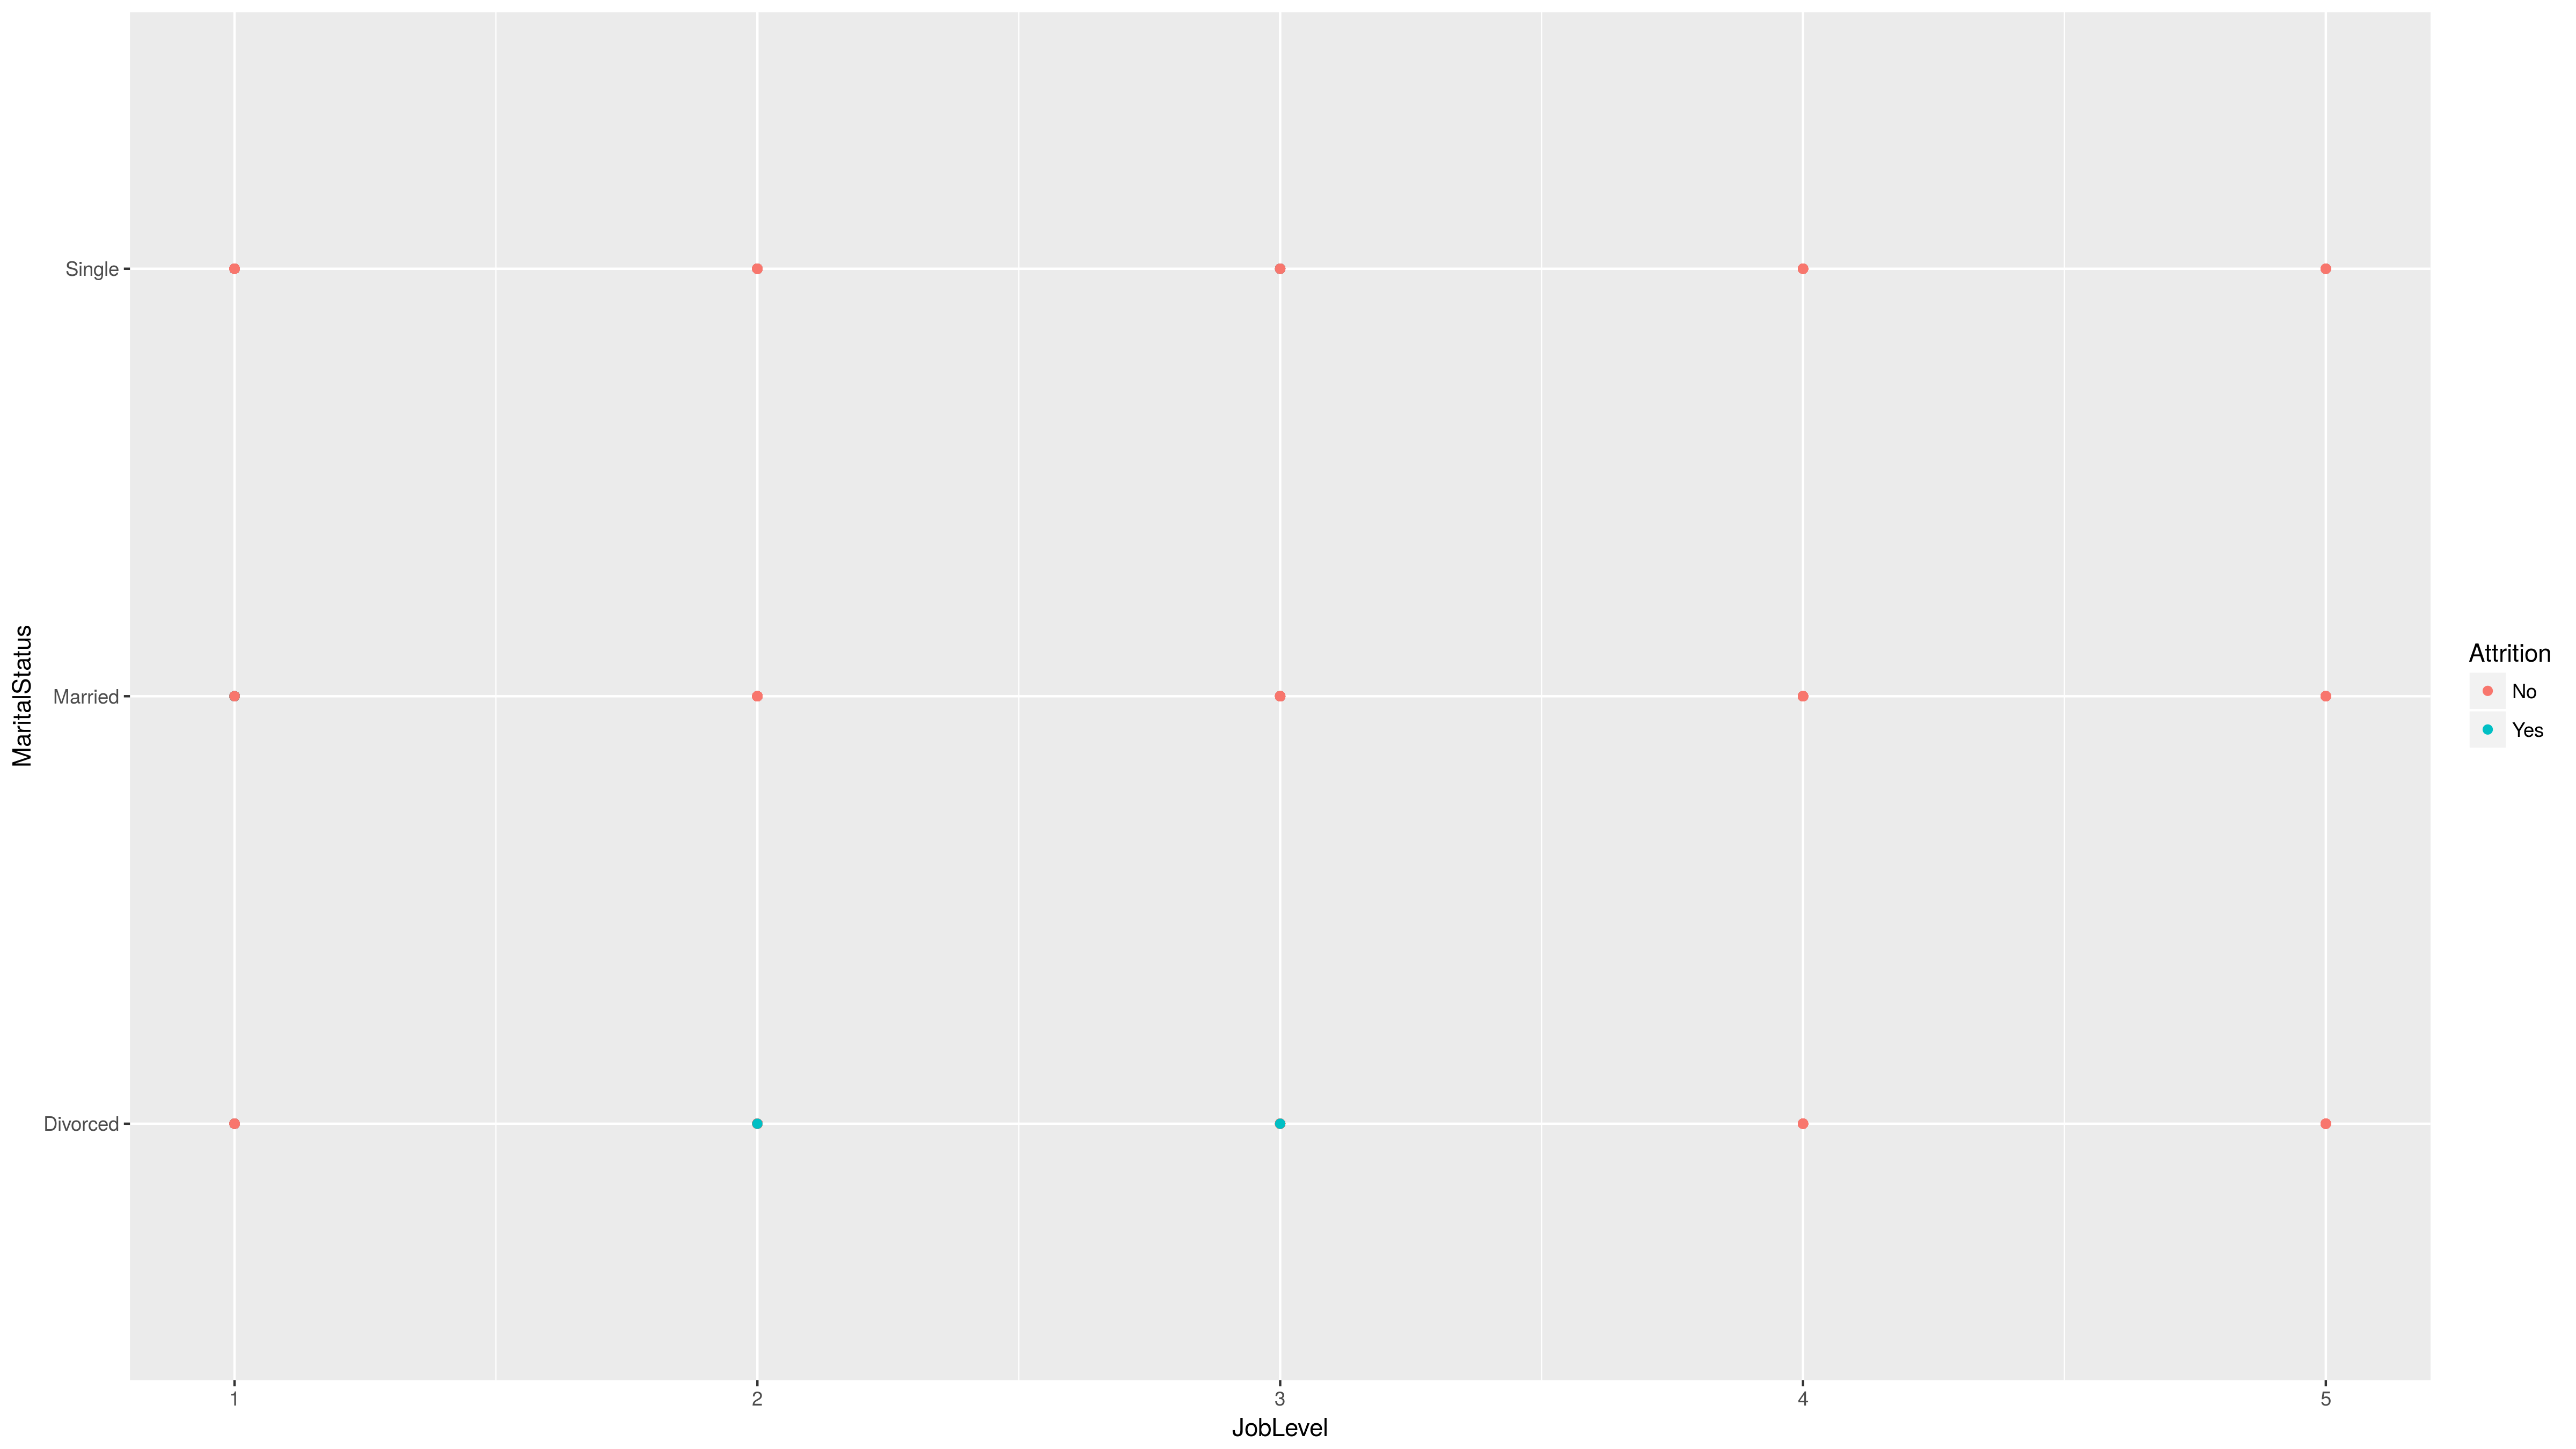 Single
Married
Divorced
MaritalStatus
1 2 3 4 5
JobLevel
Attrition
No
Yes